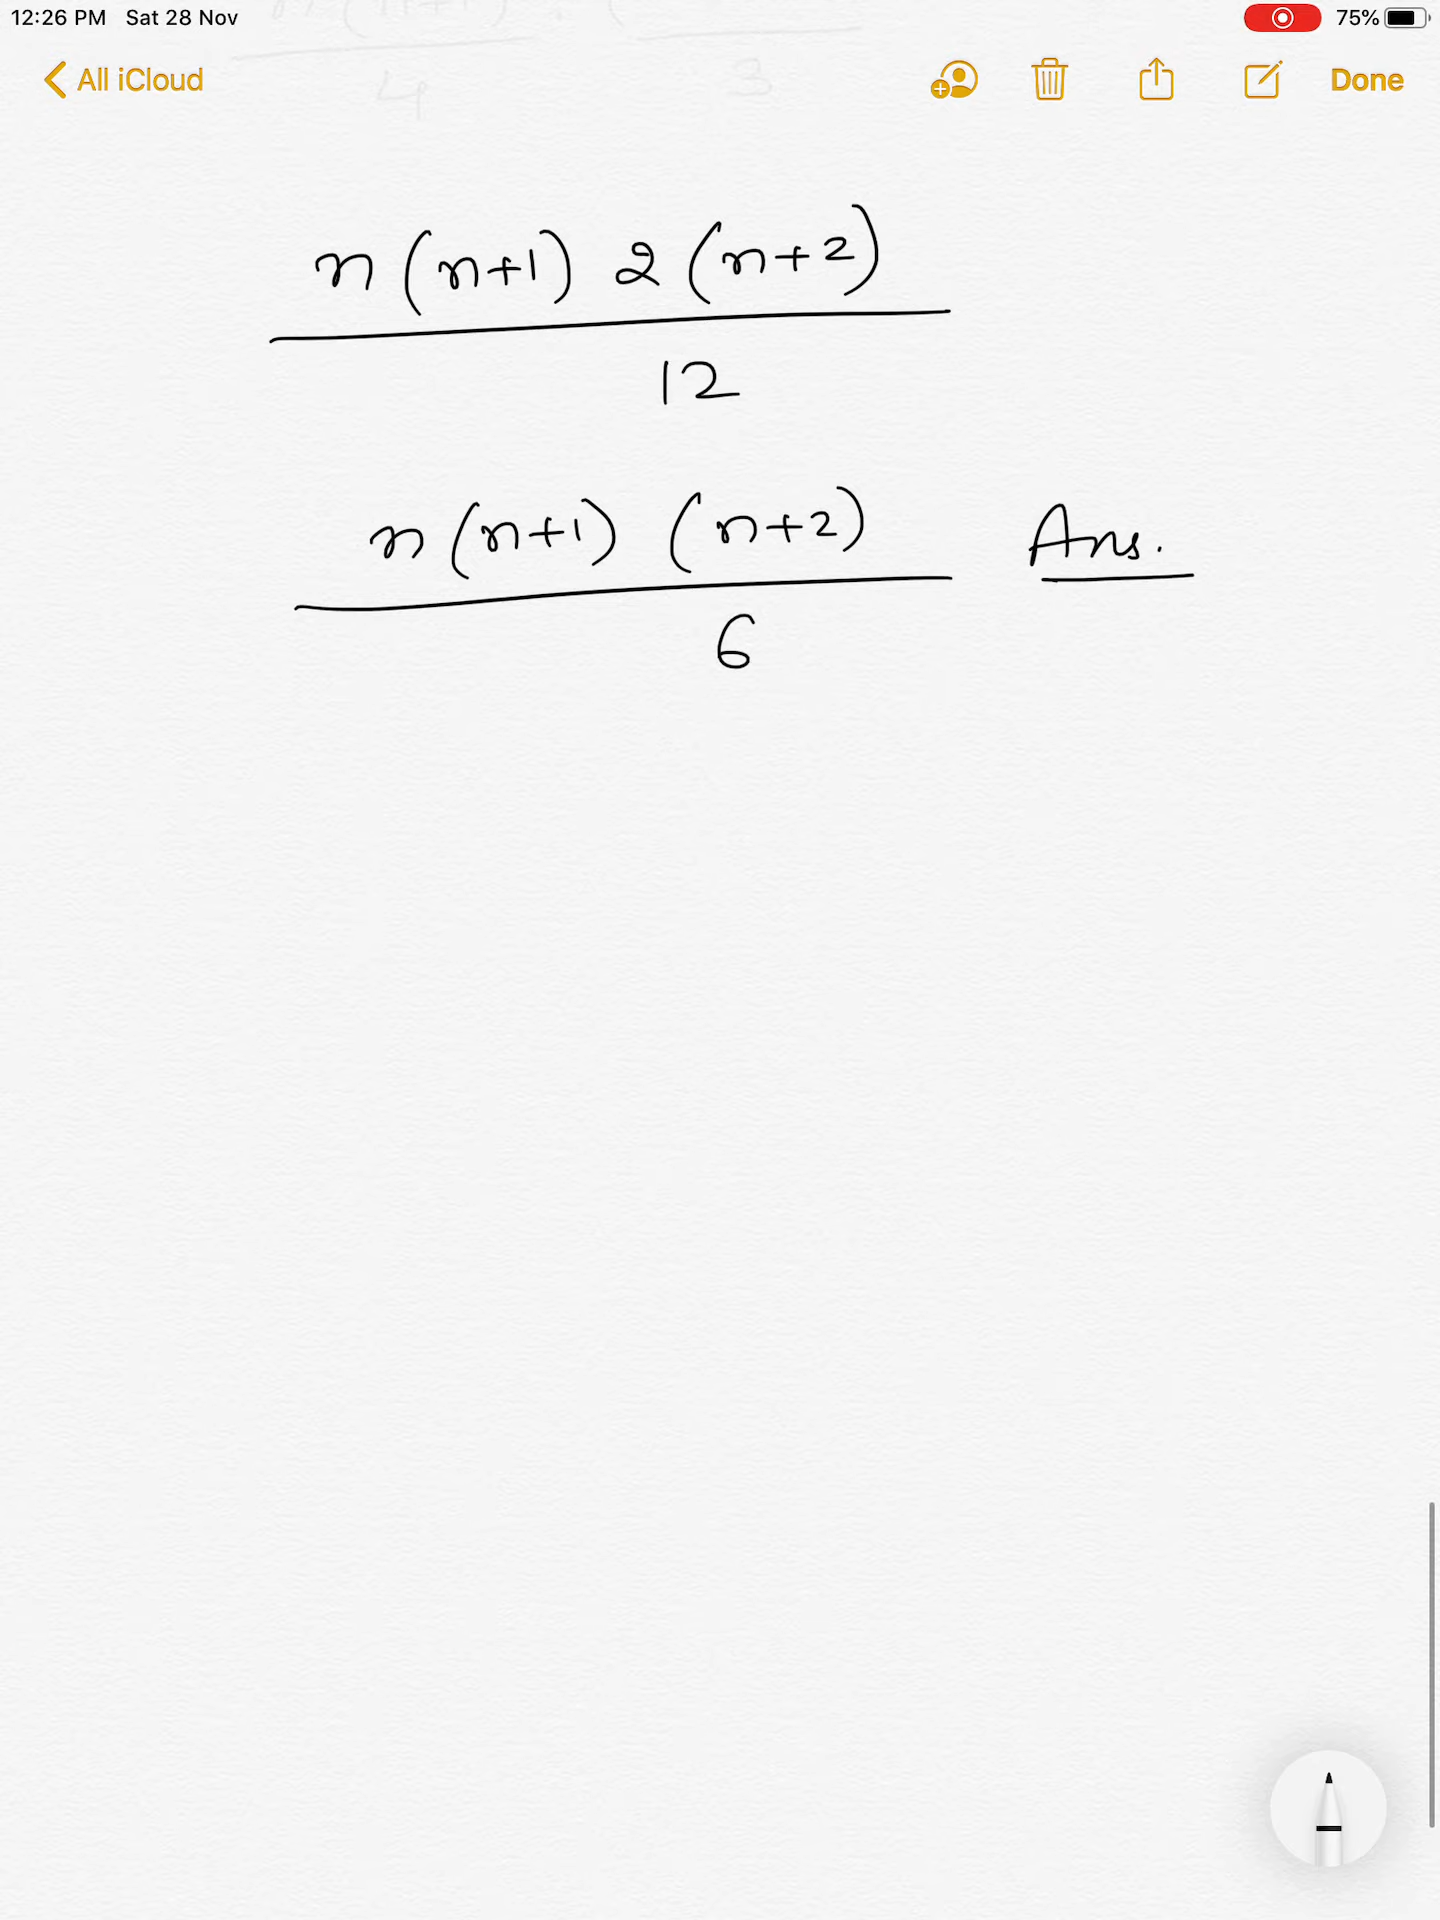 12:26 PM Sat 28 Nov 75%
All iCloud Done
n(n+1) 2(n+2)
12
n(n+1) (n+2) Ans.
6